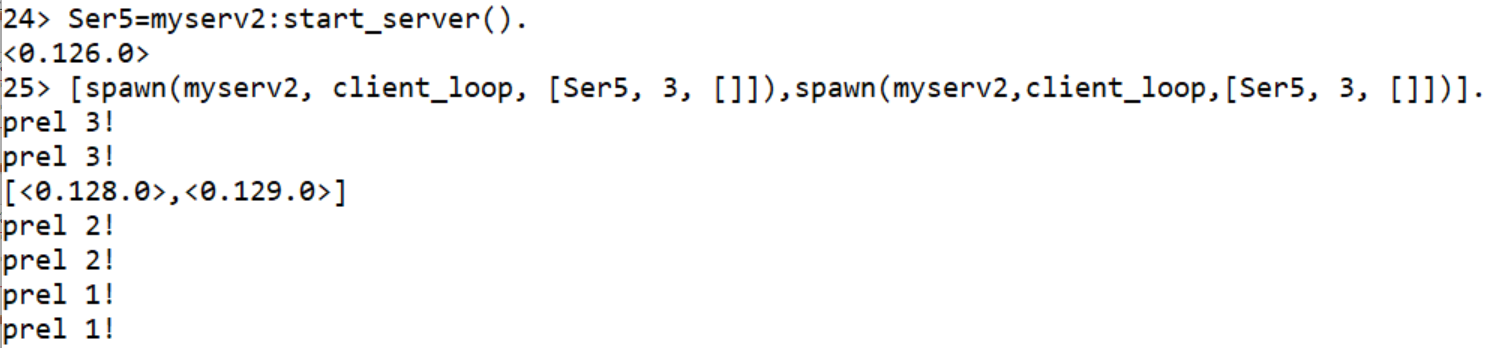 24> Ser5=myserv2:start_server().
<0.126.0>
25> [spawn(myserv2, client_loop, [Ser5, 3, []]),spawn(myserv2,client_loop,[Ser5, 3, []])].
prel 3!
prel 3!
[<0.128.0>,<0.129.0>]
prel 2!
prel 2!
prel 1!
prel 1!